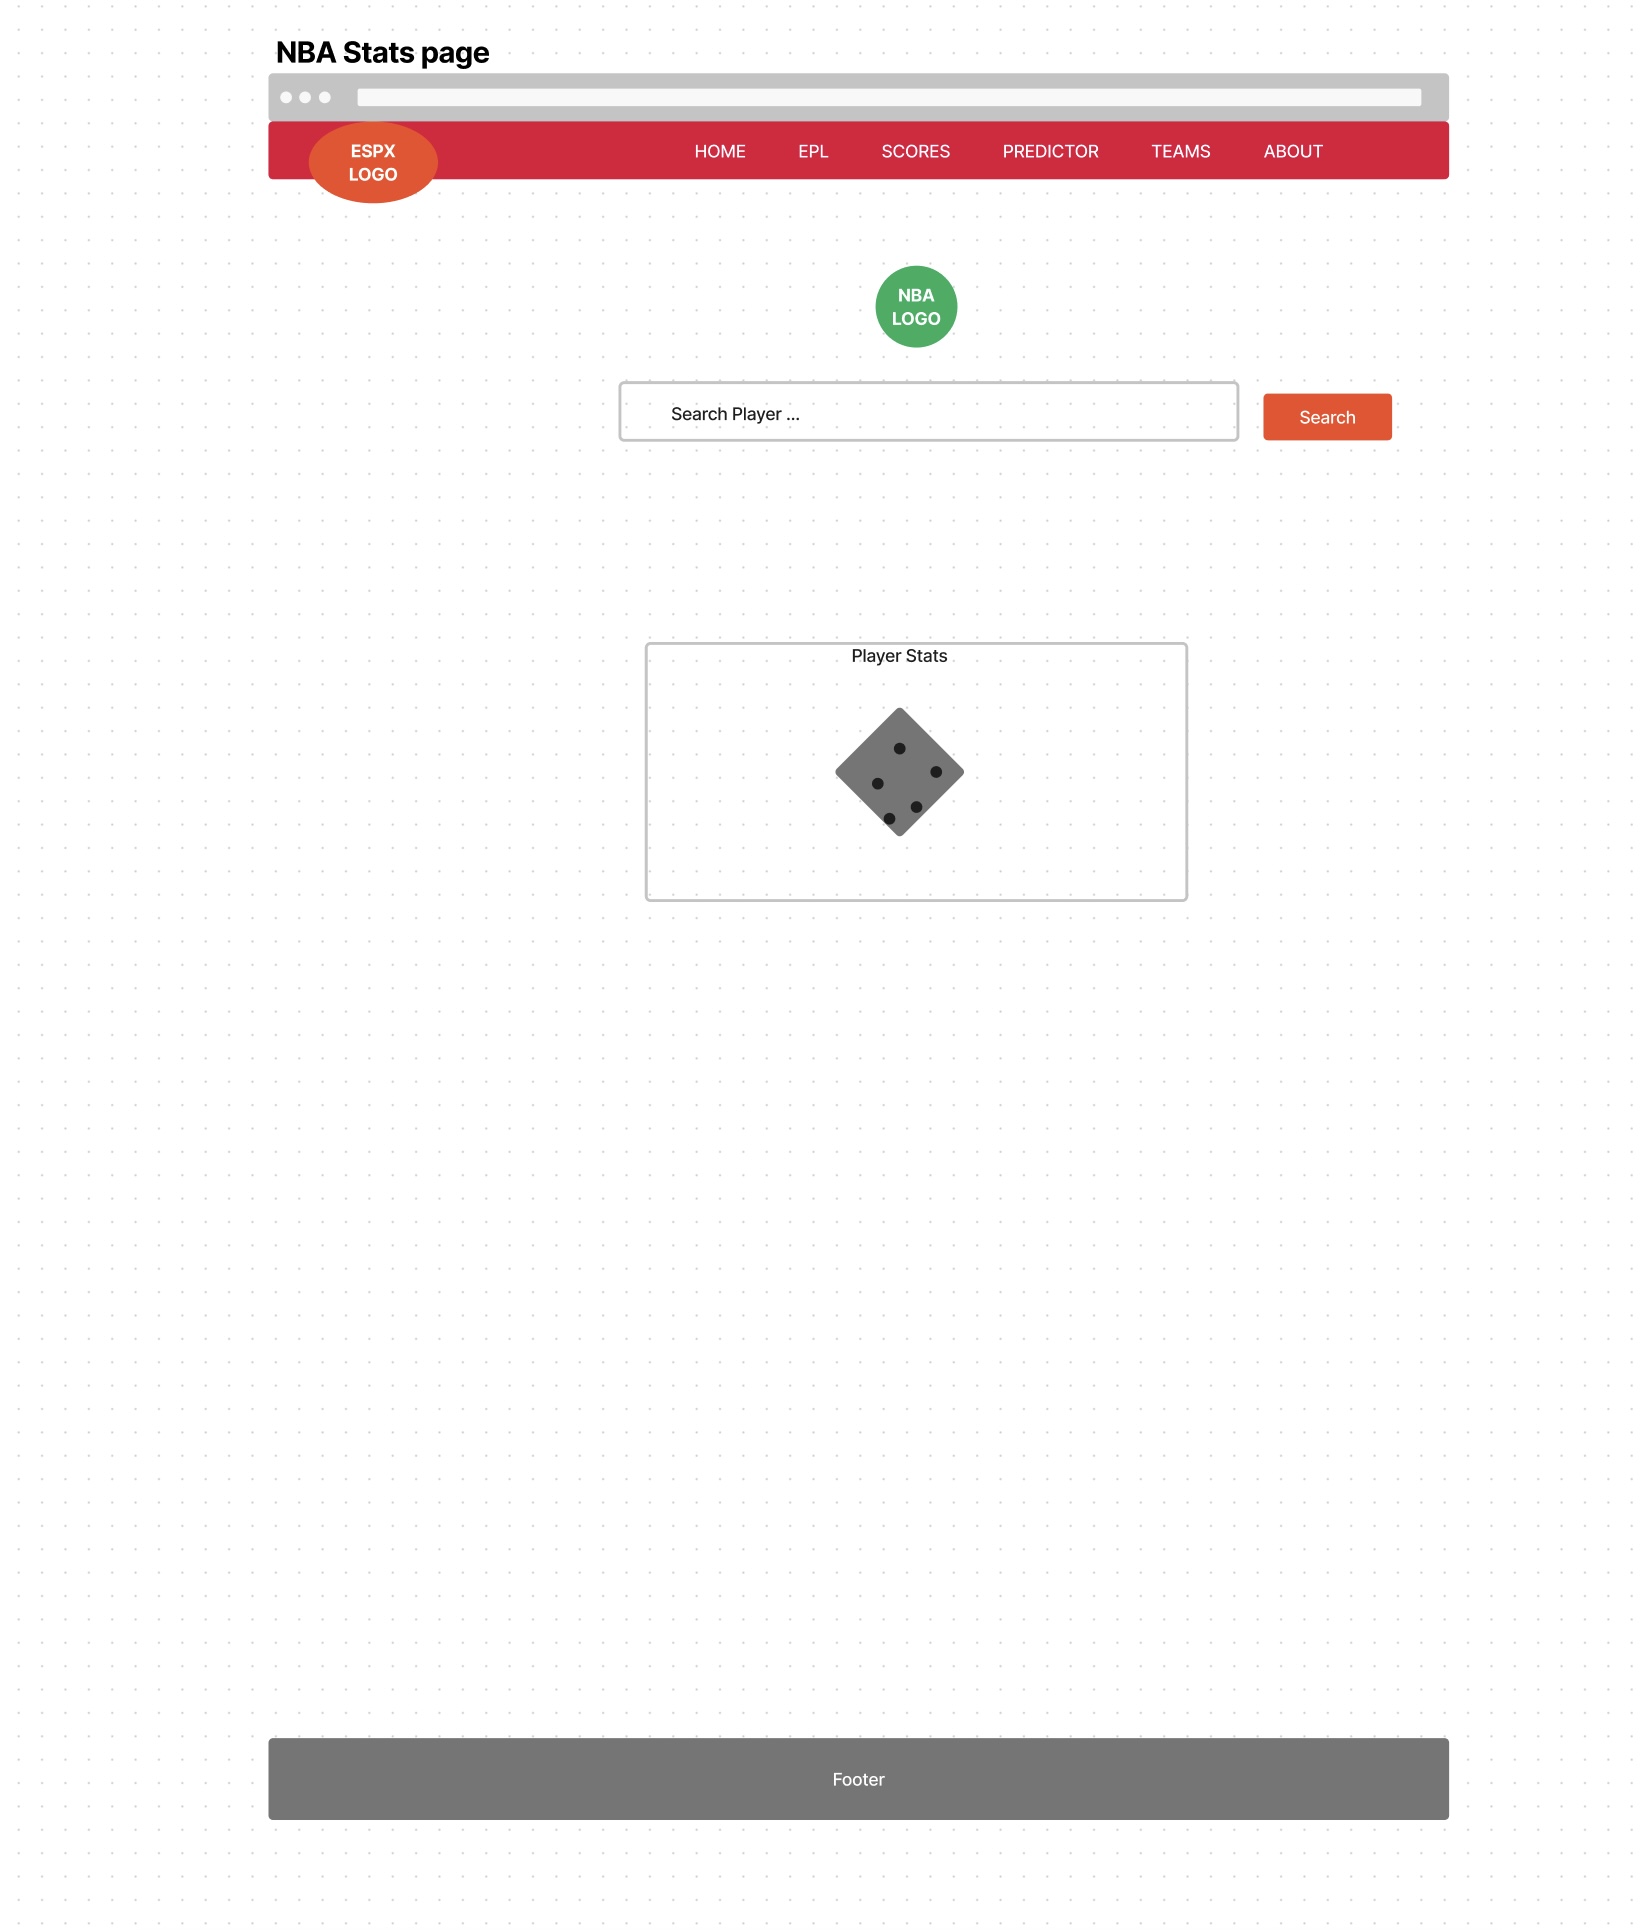 NBA Stats page
ESPX
LOGO
HOME EPL SCORES PREDICTOR TEAMS ABOUT
NBA
LOGO
Search Player ...
Search
Player Stats
Footer